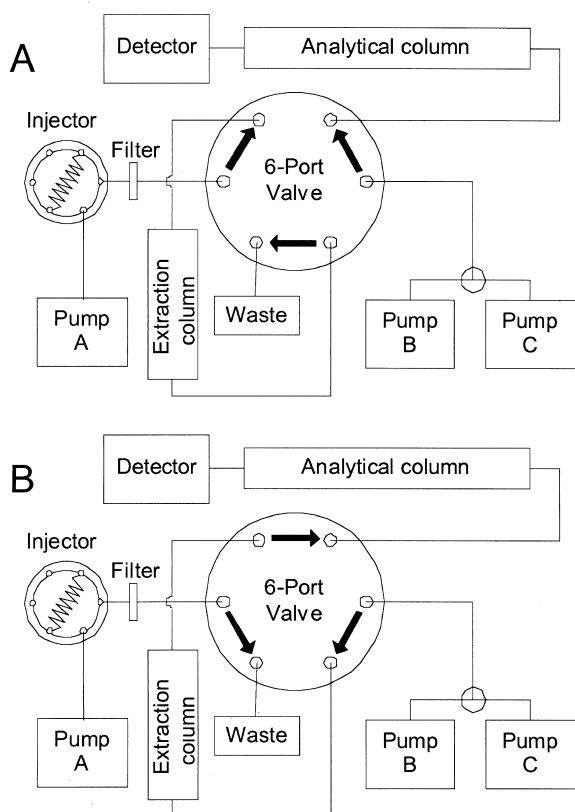 A
Detector
Analytical column
Injector
Filter
6-Port
Valve
Extraction
column
Waste
Pump
A
Pump
B
Pump
C
B
Detector
Analytical column
Injector
Filter
6-Port
Valve
Extraction
column
Waste
Pump
A
Pump
B
Pump
C